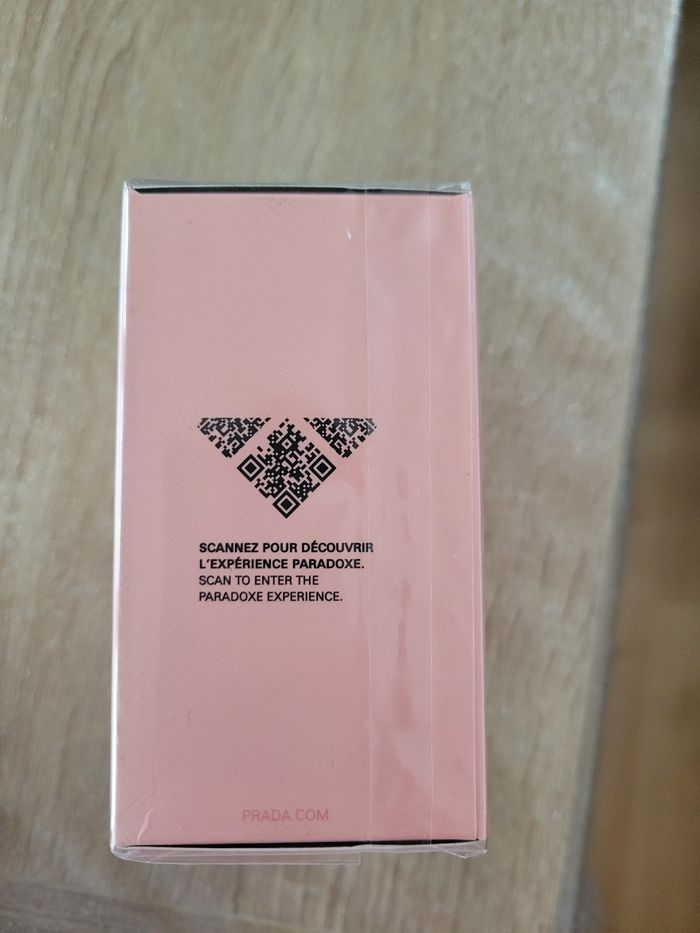 SCANNEZ POUR DÉCOUVRIR
L'EXPÉRIENCE PARADOXE.
SCAN TO ENTER THE
PARADOXE EXPERIENCE.
PRADA.COM